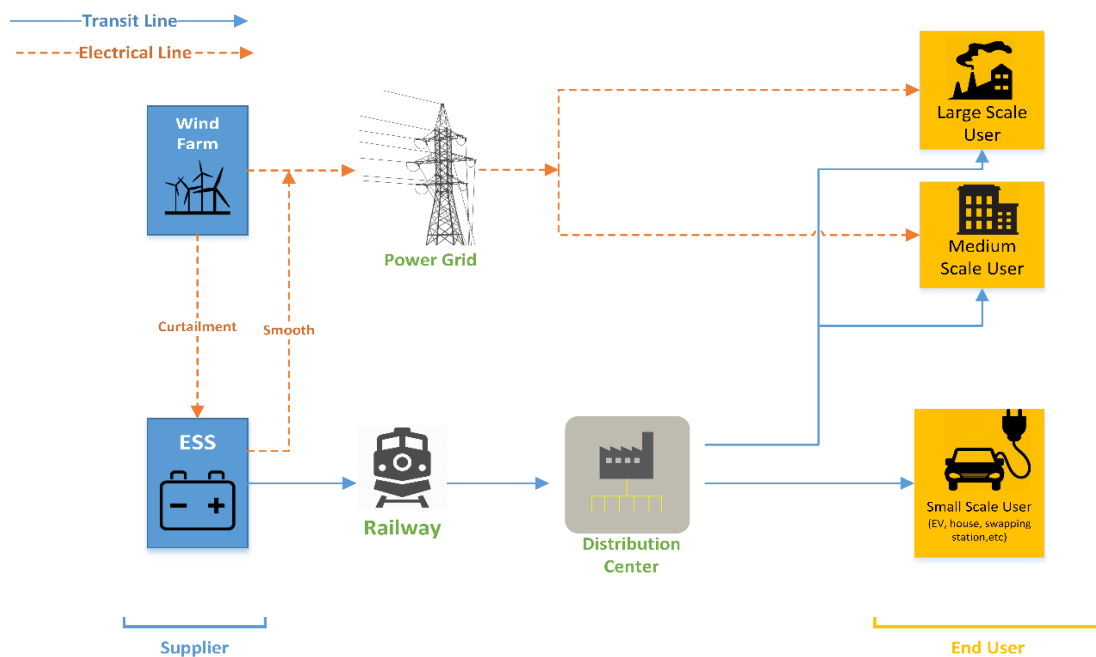 Transit Line
Electrical Line
Wind
Farm
Power Grid
Large Scale
User
Medium
Scale User
Curtailment
Smooth
ESS
Railway
Distribution
Center
Small Scale User
(EV, house, swapping
station,etc)
Supplier
End User